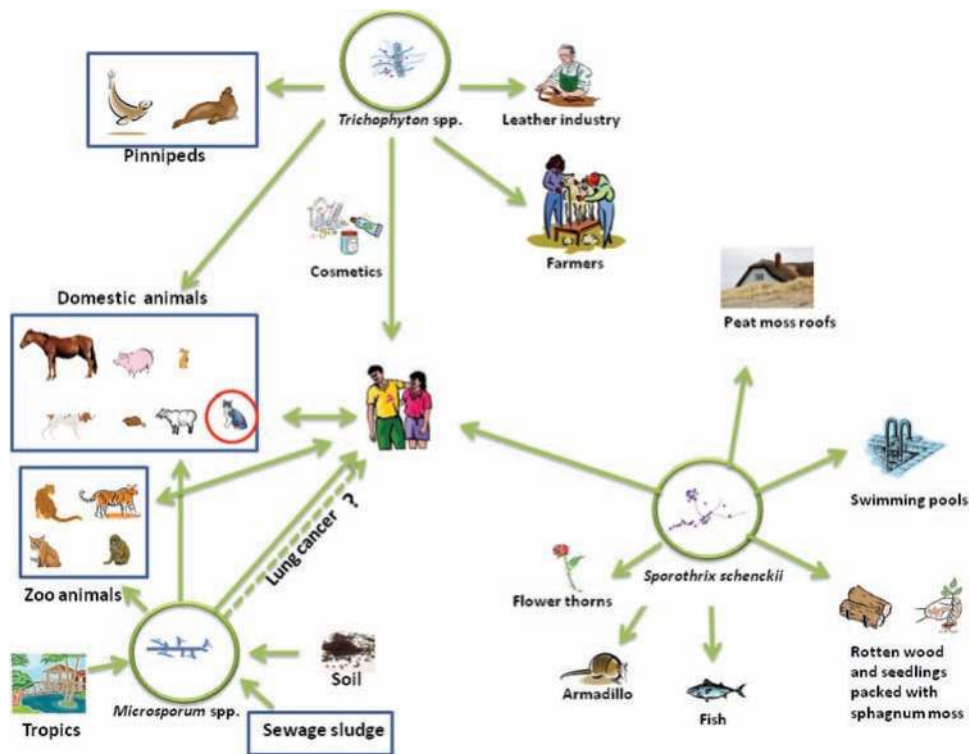 Trichophyton spp.
Leather industry
Pinnipeds
Cosmetics
Farmers
Domestic animals
Peat moss roofs
Swimming pools
Lung cancer ?
Sporothrix schenckii
Flower thorns
Zoo animals
Rotten wood
and seedlings
packed with
sphagnum moss
Armadillo
Fish
Soil
Tropics
Microsporum spp.
Sewage sludge